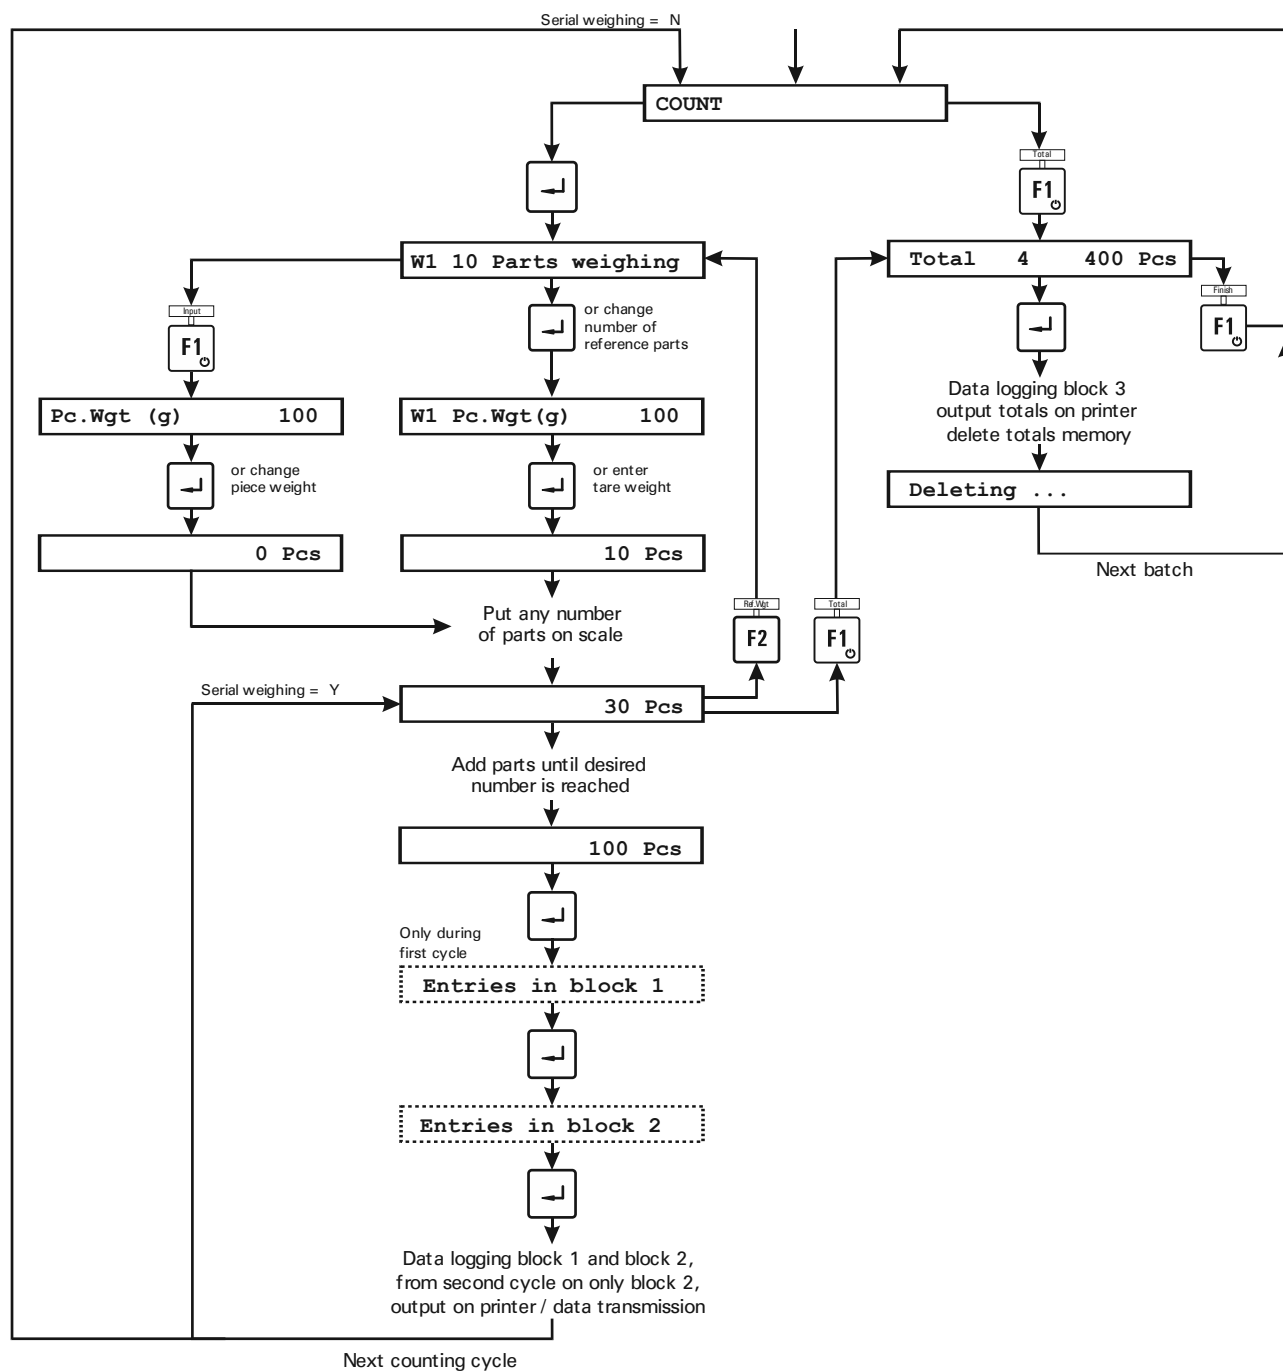 Serial weighing = N
COUNT
Total
F1
W1 10 Parts weighing
Total 4 400 Pcs
Input
F1
or change
number of
reference parts
Finish
F1
Pc.Wgt (g) 100
W1 Pc.Wgt(g) 100
Data logging block 3
output totals on printer
delete totals memory
or change
piece weight
or enter
tare weight
Deleting ...
0 Pcs
10 Pcs
Next batch
Put any number
of parts on scale
Ref.Wgt
F2
Total
F1
Serial weighing = Y
30 Pcs
Add parts until desired
number is reached
100 Pcs
Only during
first cycle
Entries in block 1
Entries in block 2
Data logging block 1 and block 2,
from second cycle on only block 2,
output on printer / data transmission
Next counting cycle